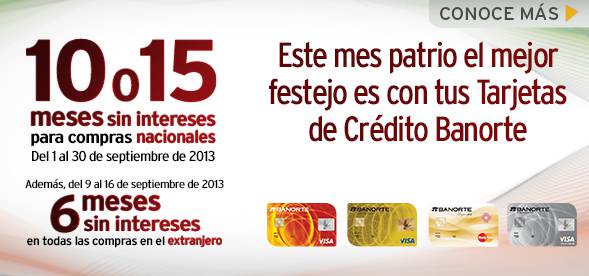 CONOCE MÁS
10 o 15
meses sin intereses
para compras nacionales
Del 1 al 30 de septiembre de 2013
Además, del 9 al 16 de septiembre de 2013
6 meses
sin intereses
en todas las compras en el extranjero
Este mes patrio el mejor
festejo es con tus Tarjetas
de Crédito Banorte
BANORTE
VISA
BANORTE
VISA
BANORTE
BANORTE
VISA